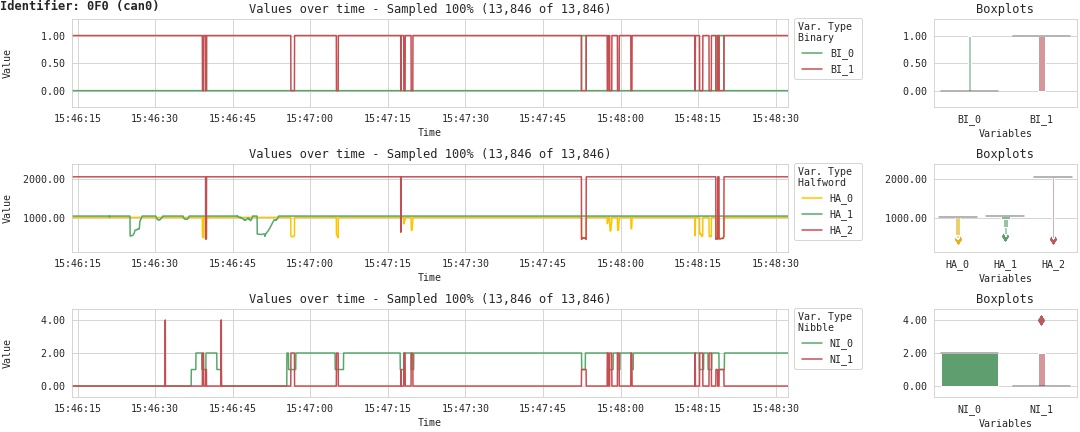 Identifier: 0F0 (can0)
Values over time - Sampled 100% (13,846 of 13,846)
Boxplots
Value
1.00
0.50
0.00
15:46:15 15:46:30 15:46:45 15:47:00 15:47:15 15:47:30 15:47:45 15:48:00 15:48:15 15:48:30
Time
Var. Type
Binary
BI_0
BI_1
1.00
0.50
0.00
BI_0 BI_1
Variables
Values over time - Sampled 100% (13,846 of 13,846)
Boxplots
Value
2000.00
1000.00
15:46:15 15:46:30 15:46:45 15:47:00 15:47:15 15:47:30 15:47:45 15:48:00 15:48:15 15:48:30
Time
Var. Type
Halfword
HA_0
HA_1
HA_2
2000.00
1000.00
HA_0 HA_1 HA_2
Variables
Values over time - Sampled 100% (13,846 of 13,846)
Boxplots
Value
4.00
2.00
0.00
15:46:15 15:46:30 15:46:45 15:47:00 15:47:15 15:47:30 15:47:45 15:48:00 15:48:15 15:48:30
Time
Var. Type
Nibble
NI_0
NI_1
4.00
2.00
0.00
NI_0 NI_1
Variables